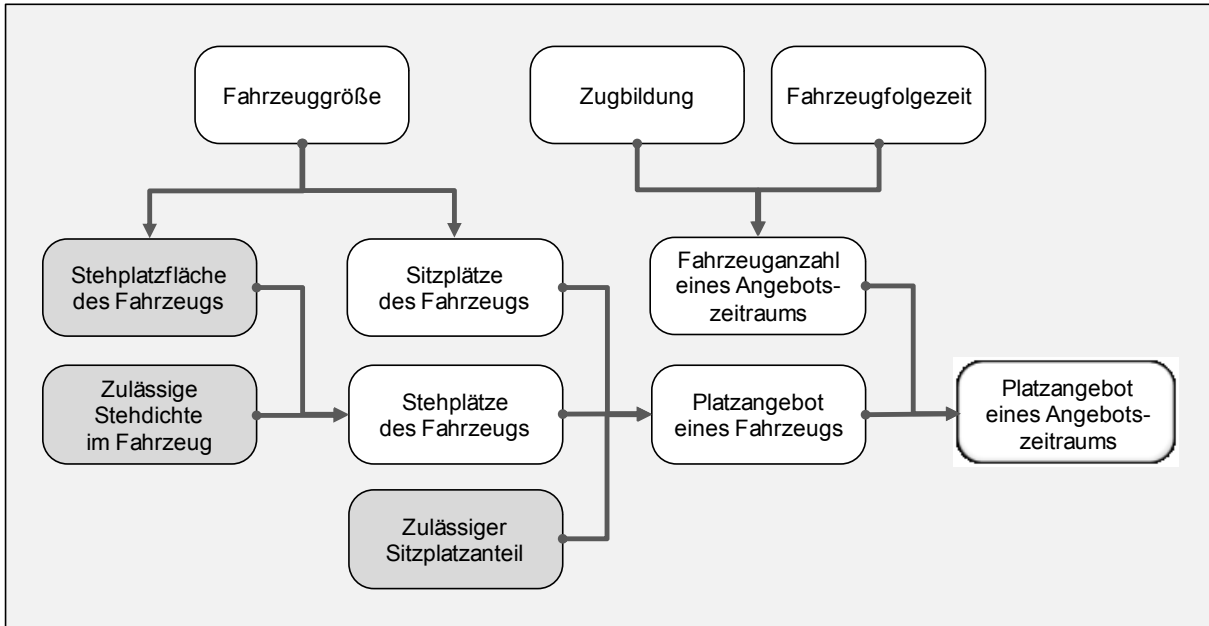 Fahrzeuggröße
Zugbildung
Fahrzeugfolgezeit
Stehplatzfläche
des Fahrzeugs
Sitzplätze
des Fahrzeugs
Fahrzeuganzahl
eines Angebots-
zeitraums
Zulässige
Stehdichte
im Fahrzeug
Stehplätze
des Fahrzeugs
Platzangebot
eines Fahrzeugs
Platzangebot
eines Angebots-
zeitraums
Zulässiger
Sitzplatzanteil